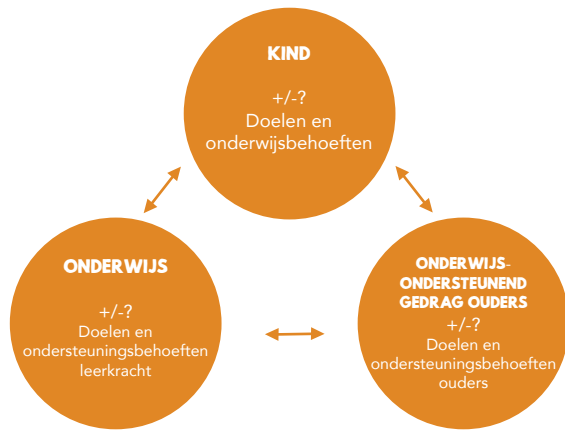 KIND
+/-?
Doelen en
onderwijsbehoeften
ONDERWIJS
+/-?
Doelen en
ondersteuningsbehoeften
leerkracht
ONDERWIJS-
ONDERSTEUNEND
GEDRAG OUDERS
+/-?
Doelen en
ondersteuningsbehoeften
ouders